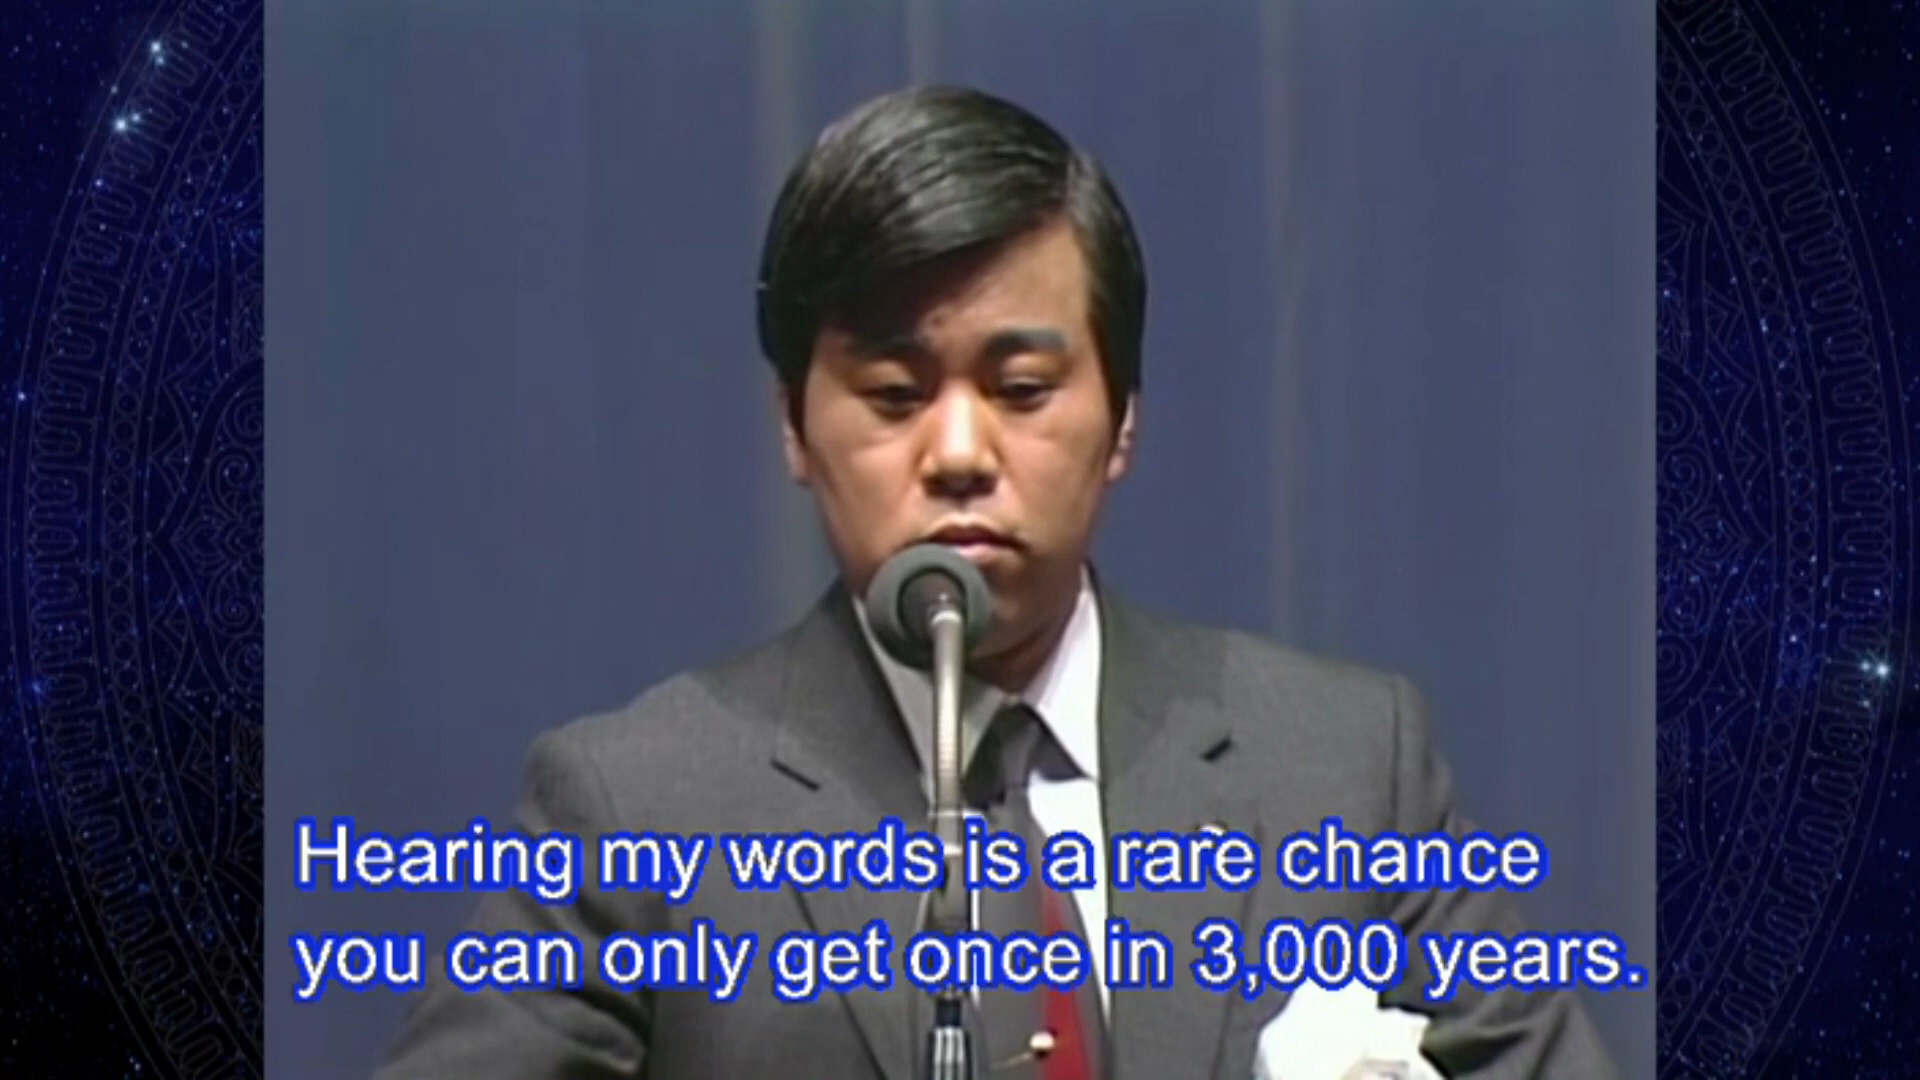 Hearing my words is a rare chance
you can only get once in 3,000 years.